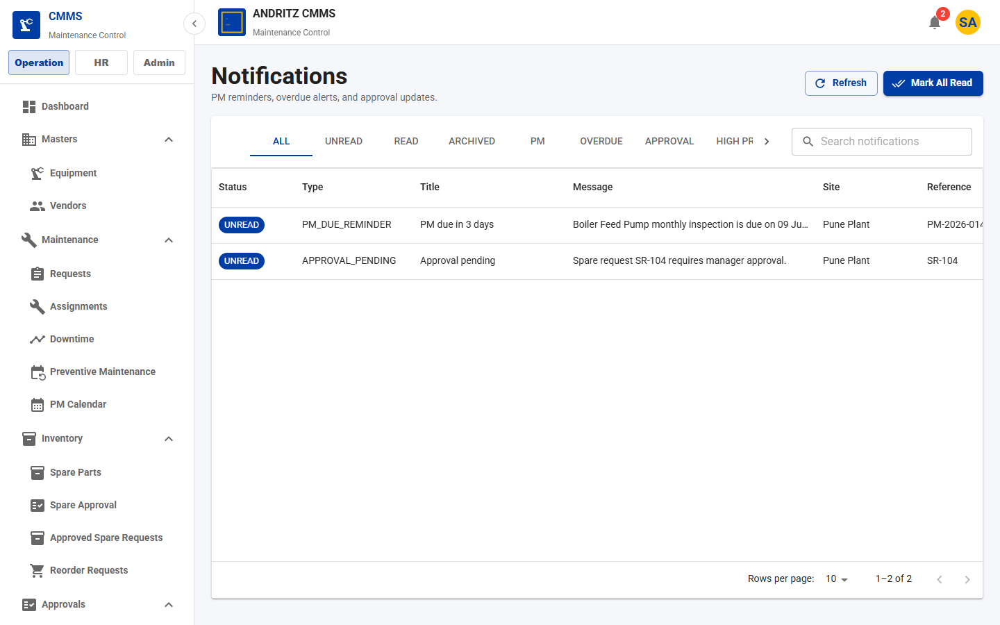 CMMS
Maintenance Control
Operation HR Admin
Dashboard
Masters
Equipment
Vendors
Maintenance
Requests
Assignments
Downtime
Preventive Maintenance
PM Calendar
Inventory
Spare Parts
Spare Approval
Approved Spare Requests
Reorder Requests
Approvals
ANDRITZ CMMS
Maintenance Control
2
SA
Notifications
PM reminders, overdue alerts, and approval updates.
Refresh
Mark All Read
ALL UNREAD READ ARCHIVED PM OVERDUE APPROVAL HIGH PR
Search notifications
Status Type Title Message Site Reference
UNREAD PM_DUE_REMINDER PM due in 3 days Boiler Feed Pump monthly inspection is due on 09 Ju... Pune Plant PM-2026-014
UNREAD APPROVAL_PENDING Approval pending Spare request SR-104 requires manager approval. Pune Plant SR-104
Rows per page: 10 1–2 of 2